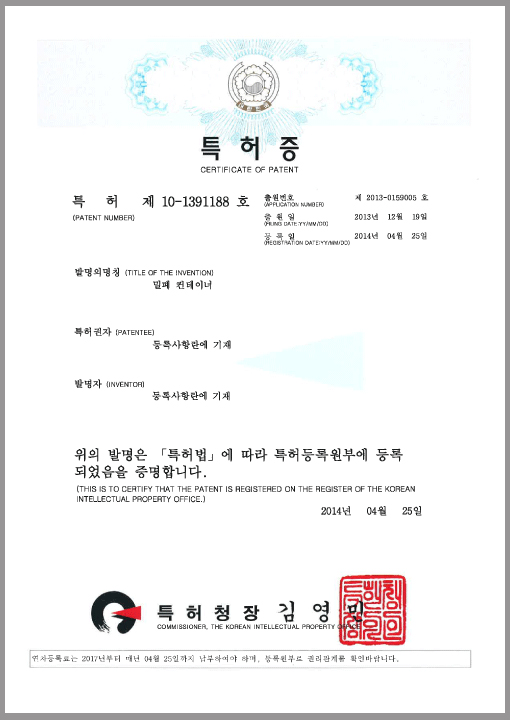 특허증
CERTIFICATE OF PATENT
특 허 제 10-1391188 호
(PATENT NUMBER)
출원번호 제 2013-0159005 호
(APPLICATION NUMBER)
출 원 일 2013년 12월 19일
(FILING DATE:YY/MM/DD)
등 록 일 2014년 04월 25일
(REGISTRATION DATE:YY/MM/DD)
발명의명칭 (TITLE OF THE INVENTION)
밀폐 컨테이너
특허권자 (PATENTEE)
등록사항란에 기재
발명자 (INVENTOR)
등록사항란에 기재
위의 발명은 「특허법」에 따라 특허등록원부에 등록
되었음을 증명합니다.
(THIS IS TO CERTIFY THAT THE PATENT IS REGISTERED ON THE REGISTER OF THE KOREAN
INTELLECTUAL PROPERTY OFFICE.)
2014년 04월 25일
특허청장 김영민
COMMISSIONER, THE KOREAN INTELLECTUAL PROPERTY OFFICE
연차등록료는 2017년부터 매년 04월 25일까지 납부하여야 하며, 등록원부로 권리관계를 확인바랍니다.